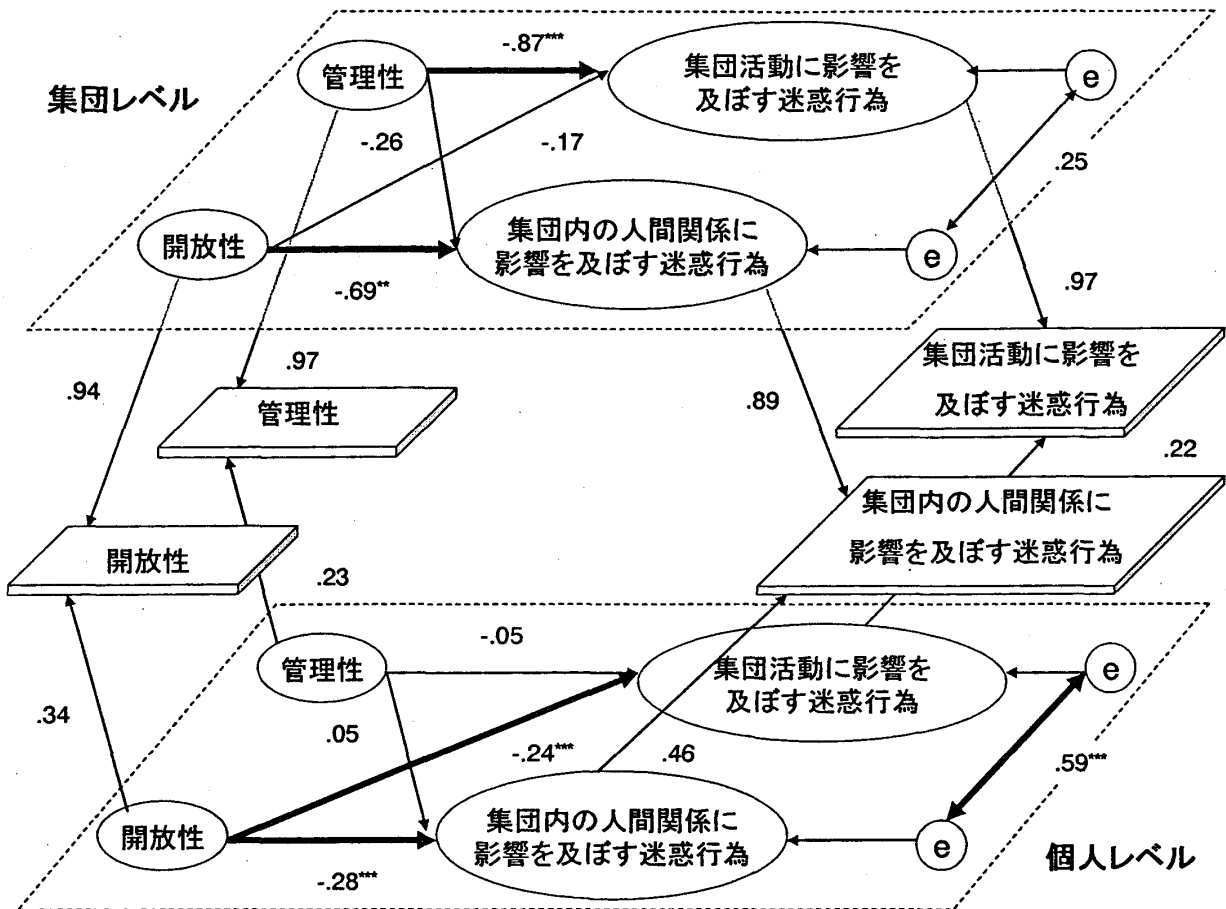 -.87***
管理性
集団活動に影響を
及ぼす迷惑行為
e
集団レベル
-.26
-.17
.25
開放性
集団内の人間関係に
影響を及ぼす迷惑行為
e
-.69**
.97
.94
.97
管理性
.89
集団活動に影響を
及ぼす迷惑行為
.22
集団内の人間関係に
影響を及ぼす迷惑行為
開放性
.23
-.05
管理性
集団活動に影響を
及ぼす迷惑行為
e
.34
.05
-.24***
.46
.59***
開放性
集団内の人間関係に
影響を及ぼす迷惑行為
e
-.28***
個人レベル